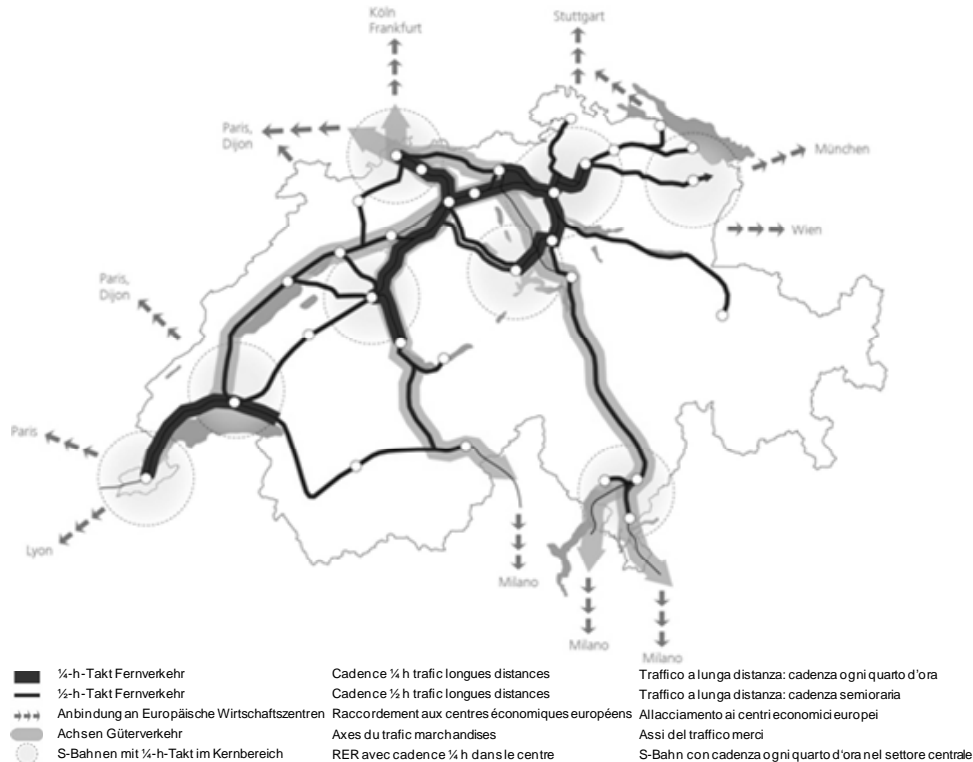 Köln
Frankfurt
Stuttgart
Paris,
Dijon
München
Wien
Paris,
Dijon
Paris
Lyon
Milano
Milano
Milano
¼-h-Takt Fernverkehr Cadence ¼ h trafic longues distances Traffico a lunga distanza: cadenza ogni quarto d'ora
½-h-Takt Fernverkehr Cadence ½ h trafic longues distances Traffico a lunga distanza: cadenza semioraria
Anbindung an Europäische Wirtschaftszentren Raccordement aux centres économiques européens Allacciamento ai centri economici europei
Achsen Güterverkehr Axes du trafic marchandises Assi del traffico merci
S-Bahnen mit ¼-h-Takt im Kernbereich RER avec cadence ¼ h dans le centre S-Bahn con cadenza ogni quarto d'ora nel settore centrale